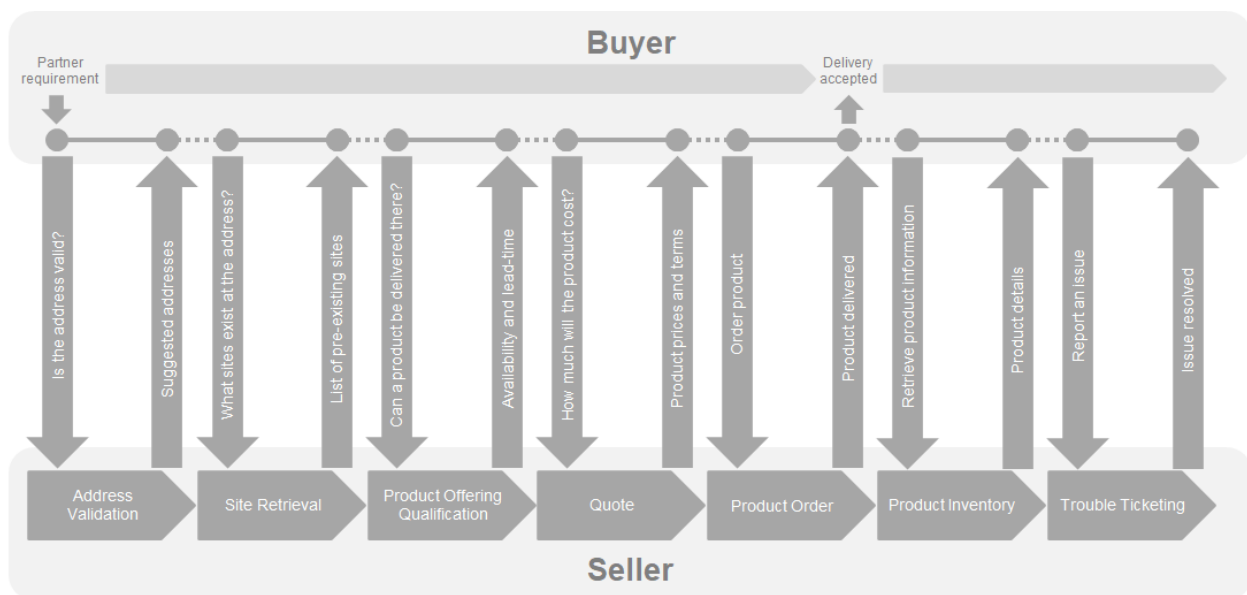 Buyer
Partner
requirement
Delivery
accepted
Is the address valid?
Suggested addresses
What sites exist at the address?
List of pre-existing sites
Can a product be delivered there?
Availability and lead-time
How much will the product cost?
Product prices and terms
Order product
Product delivered
Retrieve product information
Product details
Report an issue
Issue resolved
Address
Validation
Site Retrieval
Product Offering
Qualification
Quote
Product Order
Product Inventory
Trouble Ticketing
Seller